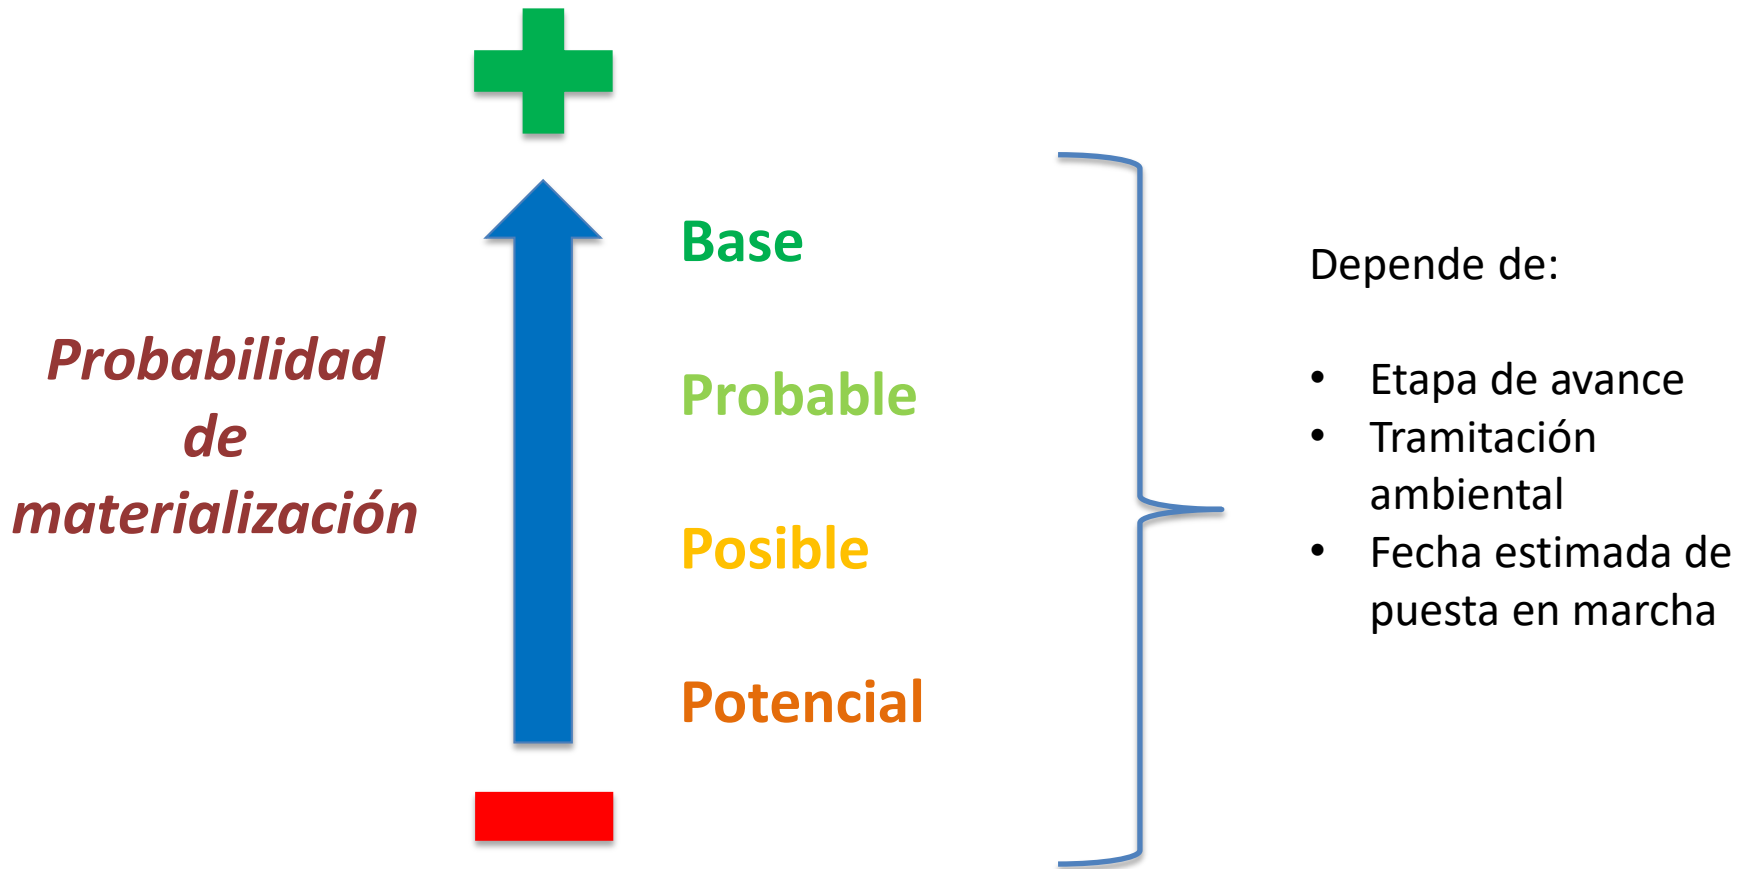 Probabilidad
de
materialización
Base
Probable
Posible
Potencial
Depende de:
• Etapa de avance
• Tramitación
ambiental
• Fecha estimada de
puesta en marcha